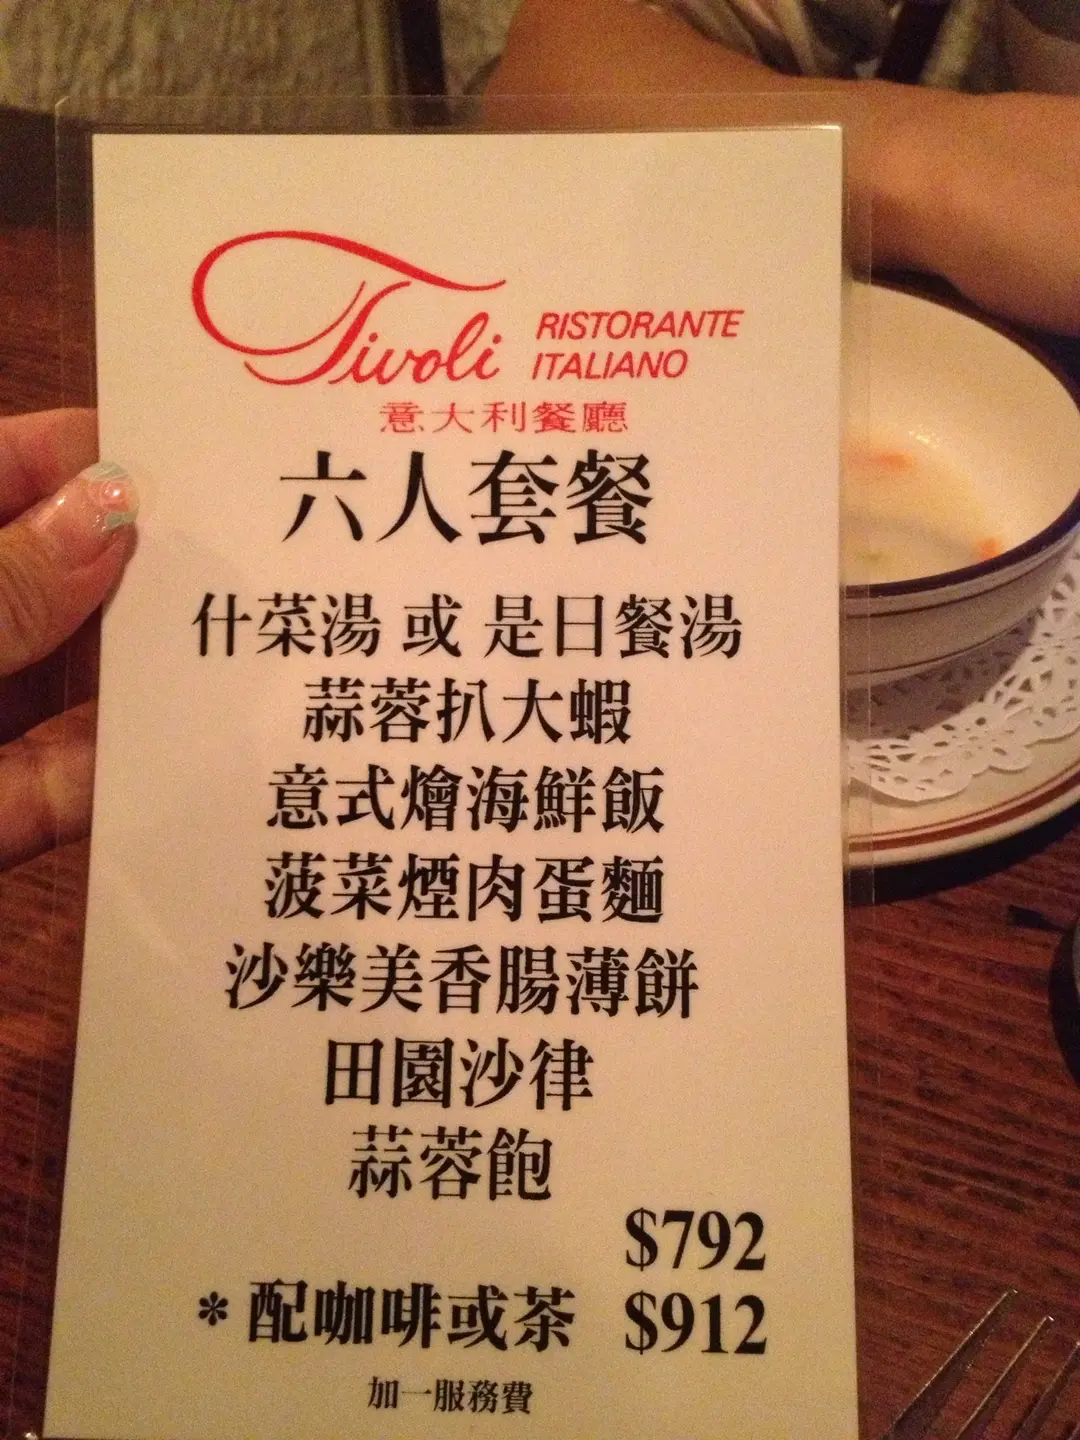 Tivoli RISTORANTE
ITALIANO
意大利餐廳
六人套餐
什菜湯 或 是日餐湯
蒜蓉扒大蝦
意式燴海鮮飯
菠菜煙肉蛋麵
沙樂美香腸薄餅
田園沙律
蒜蓉飽
$792
*配咖啡或茶 $912
加一服務費